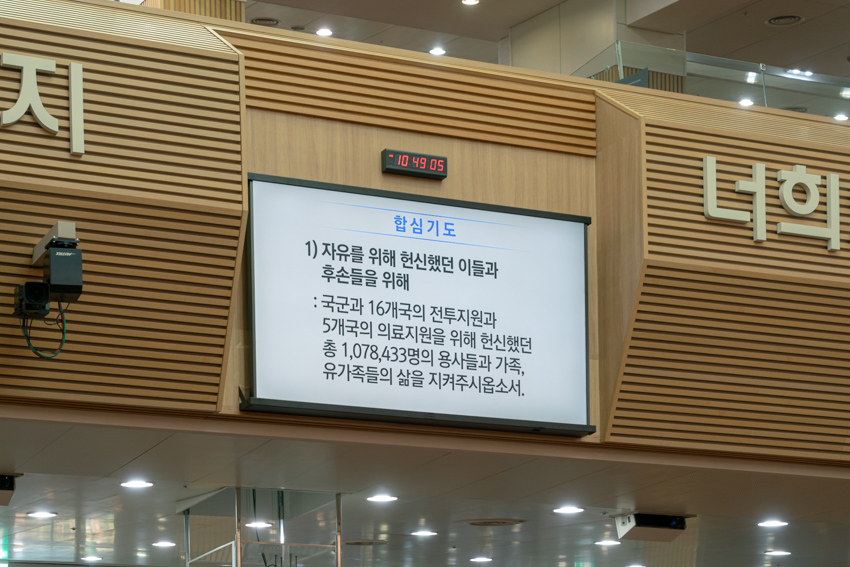 지
너희
10 49 05
합심기도
1) 자유를 위해 헌신했던 이들과
후손들을 위해
: 국군과 16개국의 전투지원과
5개국의 의료지원을 위해 헌신했던
총 1,078,433명의 용사들과 가족,
유가족들의 삶을 지켜주시옵소서.